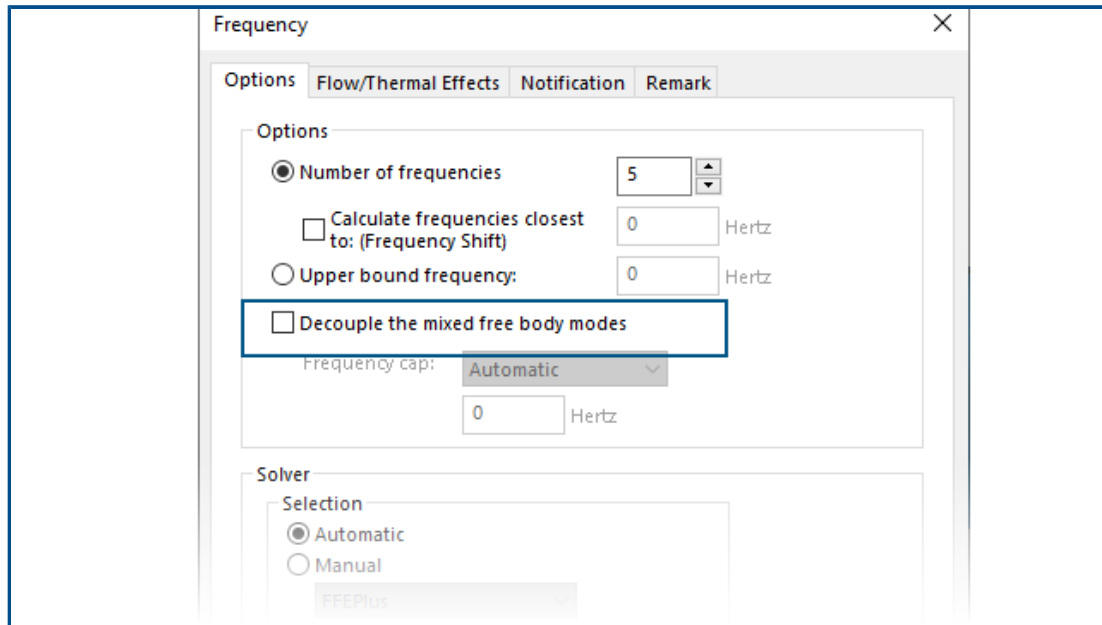 Frequency
Options Flow/Thermal Effects Notification Remark
Options
Number of frequencies 5
Calculate frequencies closest 0 Hertz
to: (Frequency Shift)
Upper bound frequency: 0 Hertz
Decouple the mixed free body modes
Frequency cap: Automatic
0 Hertz
Solver
Selection
Automatic
Manual
FFEPlus